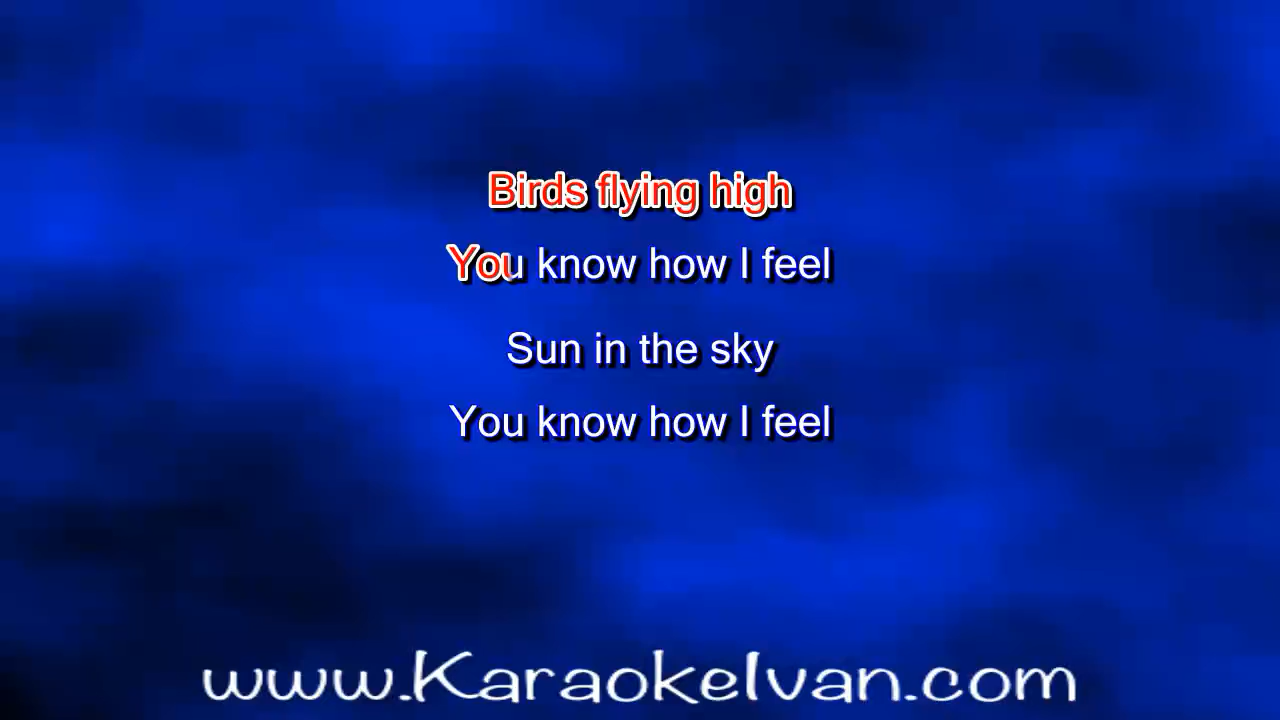 Birds flying high
You know how I feel
Sun in the sky
You know how I feel
www.KaraokeIvan.com